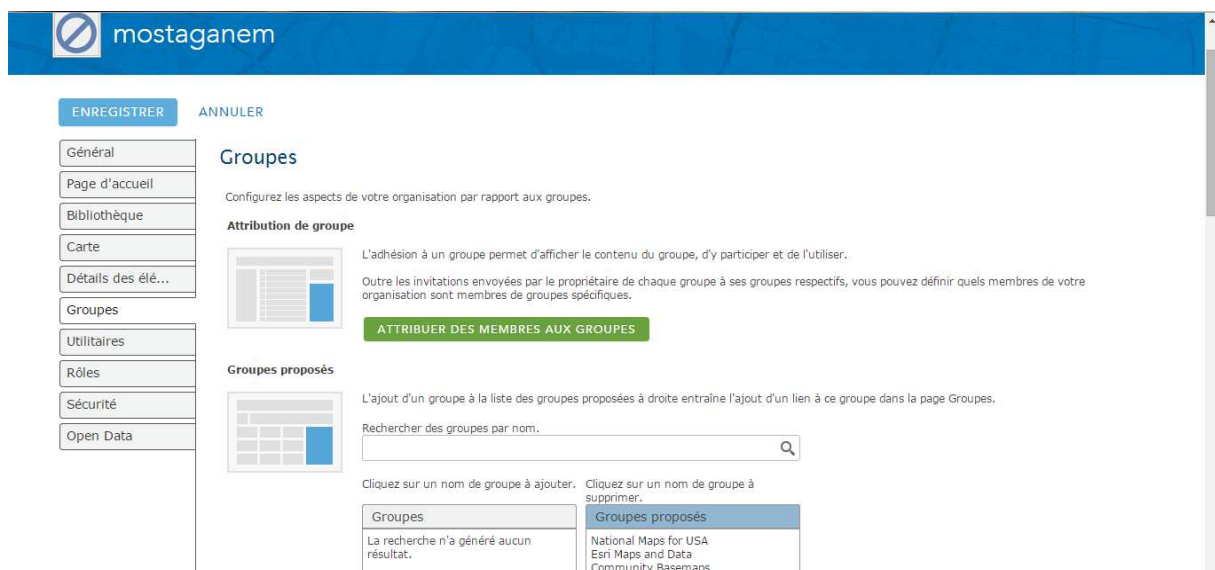 mostaganem
ENREGISTRER ANNULER
Général
Page d'accueil
Bibliothèque
Carte
Détails des élé...
Groupes
Utilitaires
Rôles
Sécurité
Open Data
Groupes
Configurez les aspects de votre organisation par rapport aux groupes.
Attribution de groupe
L'adhésion à un groupe permet d'afficher le contenu du groupe, d'y participer et de l'utiliser.
Outre les invitations envoyées par le propriétaire de chaque groupe à ses groupes respectifs, vous pouvez définir quels membres de votre
organisation sont membres de groupes spécifiques.
ATTRIBUER DES MEMBRES AUX GROUPES
Groupes proposés
L'ajout d'un groupe à la liste des groupes proposées à droite entraîne l'ajout d'un lien à ce groupe dans la page Groupes.
Rechercher des groupes par nom.
Cliquez sur un nom de groupe à ajouter.
Groupes
La recherche n'a généré aucun
résultat.
Cliquez sur un nom de groupe à
supprimer.
Groupes proposés
National Maps for USA
Esri Maps and Data
Community Basemaps